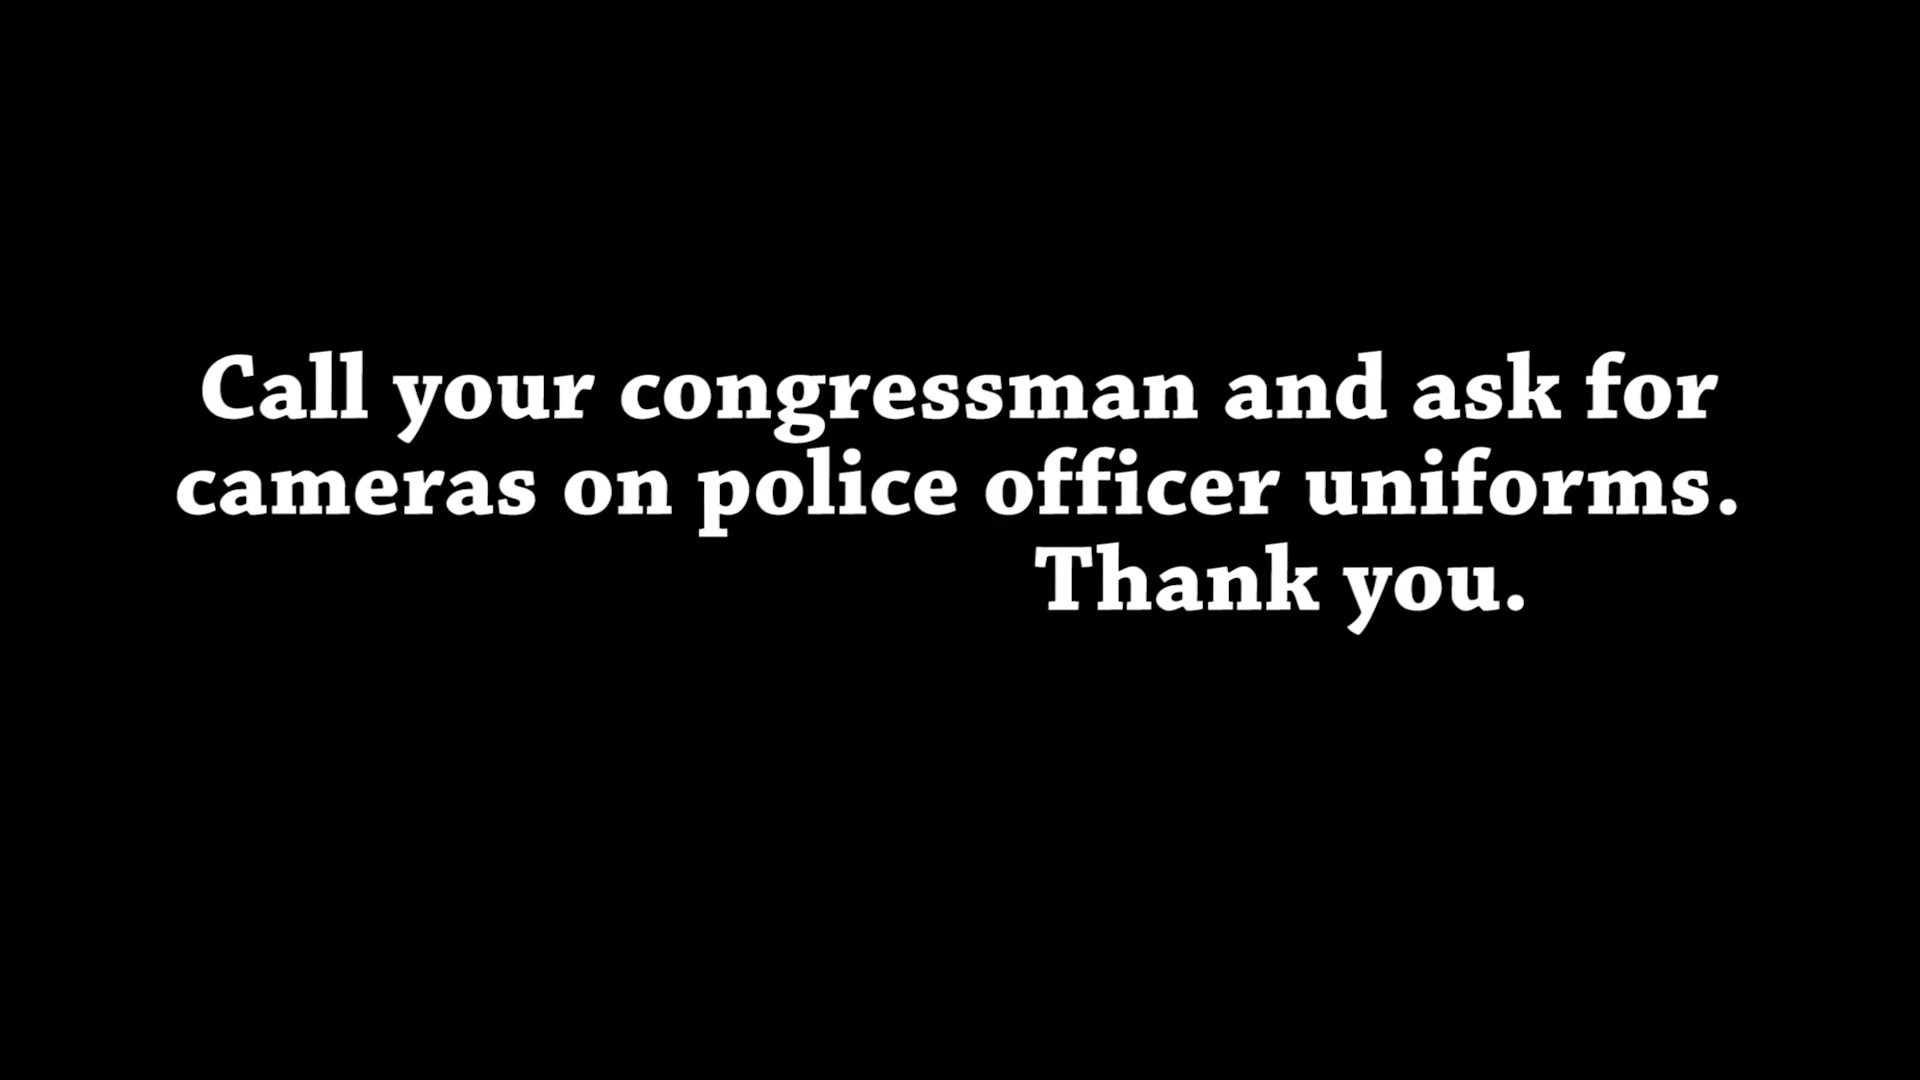 Call your congressman and ask for
cameras on police officer uniforms.
Thank you.